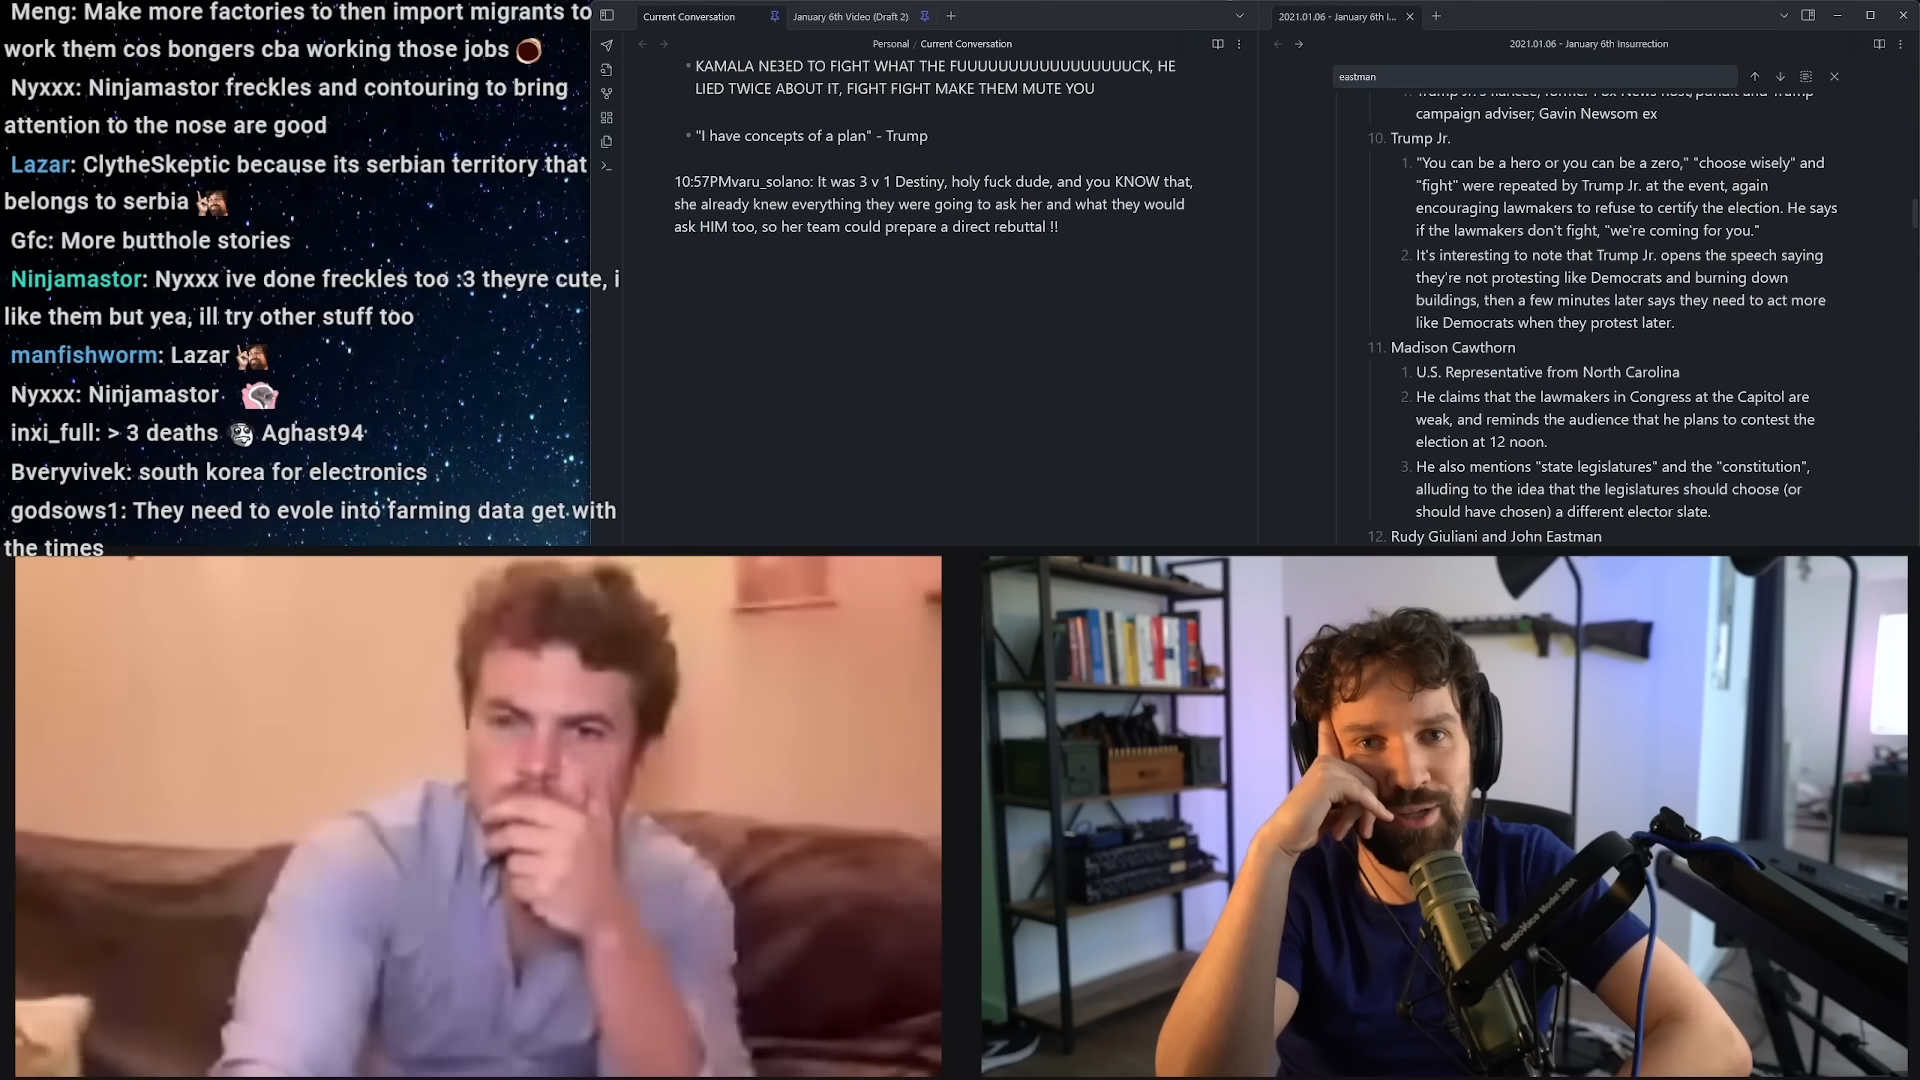 Meng: Make more factories to then import migrants to
work them cos bongers cba working those jobs
Nyxxx: Ninjamastor freckles and contouring to bring
attention to the nose are good
Lazar: ClytheSkeptic because its serbian territory that
belongs to serbia
Gfc: More butthole stories
Ninjamastor: Nyxxx ive done freckles too :3 theyre cute, i
like them but yea, ill try other stuff too
manfishworm: Lazar
Nyxxx: Ninjamastor
inxi_full: > 3 deaths Aghast94
Bveryvivek: south korea for electronics
godsows1: They need to evole into farming data get with
the times
Current Conversation
January 6th Video (Draft 2)
Personal / Current Conversation
• KAMALA NE3ED TO FIGHT WHAT THE FUUUUUUUUUUUUUUUUUCK, HE
LIED TWICE ABOUT IT, FIGHT FIGHT MAKE THEM MUTE YOU
• "I have concepts of a plan" - Trump
10:57PMvaru_solano: It was 3 v 1 Destiny, holy fuck dude, and you KNOW that,
she already knew everything they were going to ask her and what they would
ask HIM too, so her team could prepare a direct rebuttal !!
2021.01.06 - January 6th I...
2021.01.06 - January 6th Insurrection
eastman
1. Trump Jr.'s fiancée, former Fox News host, pundit and Trump
campaign adviser; Gavin Newsom ex
10. Trump Jr.
1. "You can be a hero or you can be a zero," "choose wisely" and
"fight" were repeated by Trump Jr. at the event, again
encouraging lawmakers to refuse to certify the election. He says
if the lawmakers don't fight, "we're coming for you."
2. It's interesting to note that Trump Jr. opens the speech saying
they're not protesting like Democrats and burning down
buildings, then a few minutes later says they need to act more
like Democrats when they protest later.
11. Madison Cawthorn
1. U.S. Representative from North Carolina
2. He claims that the lawmakers in Congress at the Capitol are
weak, and reminds the audience that he plans to contest the
election at 12 noon.
3. He also mentions "state legislatures" and the "constitution",
alluding to the idea that the legislatures should choose (or
should have chosen) a different elector slate.
12. Rudy Giuliani and John Eastman
ElectroVoice Model 309A